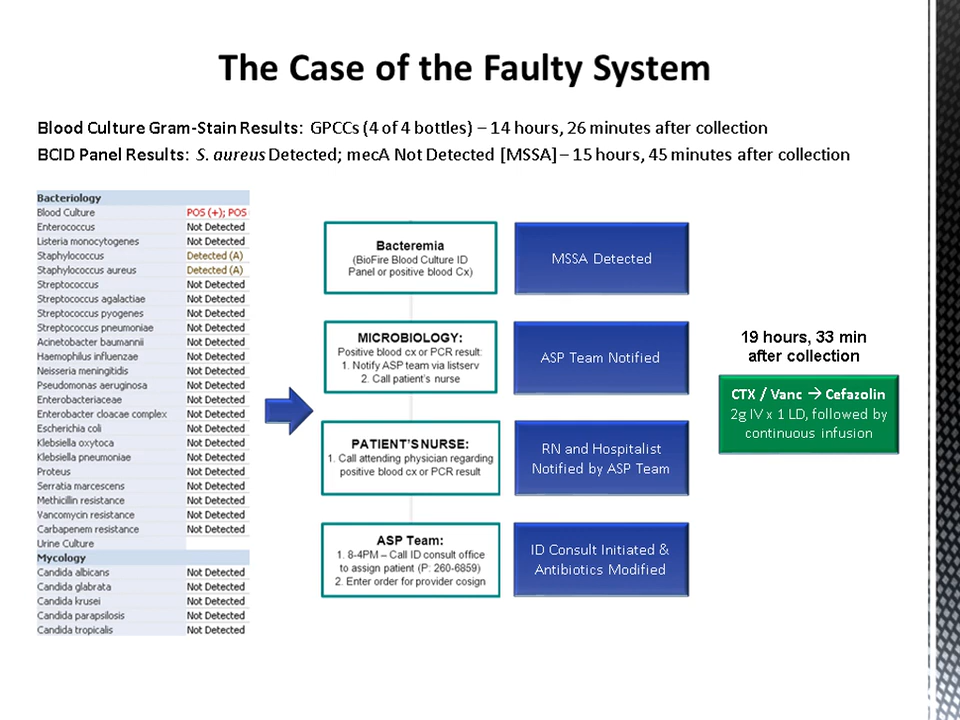 The Case of the Faulty System
Blood Culture Gram-Stain Results: GPCCs (4 of 4 bottles) – 14 hours, 26 minutes after collection
BCID Panel Results: S. aureus Detected; mecA Not Detected [MSSA] – 15 hours, 45 minutes after collection
Bacteriology
Blood Culture POS (+); POS
Enterococcus Not Detected
Listeria monocytogenes Not Detected
Staphylococcus Detected (A)
Staphylococcus aureus Detected (A)
Streptococcus Not Detected
Streptococcus agalactiae Not Detected
Streptococcus pyogenes Not Detected
Streptococcus pneumoniae Not Detected
Acinetobacter baumannii Not Detected
Haemophilus influenzae Not Detected
Neisseria meningitidis Not Detected
Pseudomonas aeruginosa Not Detected
Enterobacteriaceae Not Detected
Enterobacter cloacae complex Not Detected
Escherichia coli Not Detected
Klebsiella oxytoca Not Detected
Klebsiella pneumoniae Not Detected
Proteus Not Detected
Serratia marcescens Not Detected
Methicillin resistance Not Detected
Vancomycin resistance Not Detected
Carbapenem resistance Not Detected
Urine Culture
Mycology
Candida albicans Not Detected
Candida glabrata Not Detected
Candida krusei Not Detected
Candida parapsilosis Not Detected
Candida tropicalis Not Detected
Bacteremia
(BioFire Blood Culture ID
Panel or positive blood Cx)
MSSA Detected
MICROBIOLOGY:
Positive blood cx or PCR result:
1. Notify ASP team via listserv
2. Call patient's nurse
ASP Team Notified
PATIENT'S NURSE:
1. Call attending physician regarding
positive blood cx or PCR result
RN and Hospitalist
Notified by ASP Team
ASP Team:
1. 8-4PM – Call ID consult office
to assign patient (P: 260-6859)
2. Enter order for provider cosign
ID Consult Initiated &
Antibiotics Modified
19 hours, 33 min
after collection
CTX / Vanc → Cefazolin
2g IV x 1 LD, followed by
continuous infusion